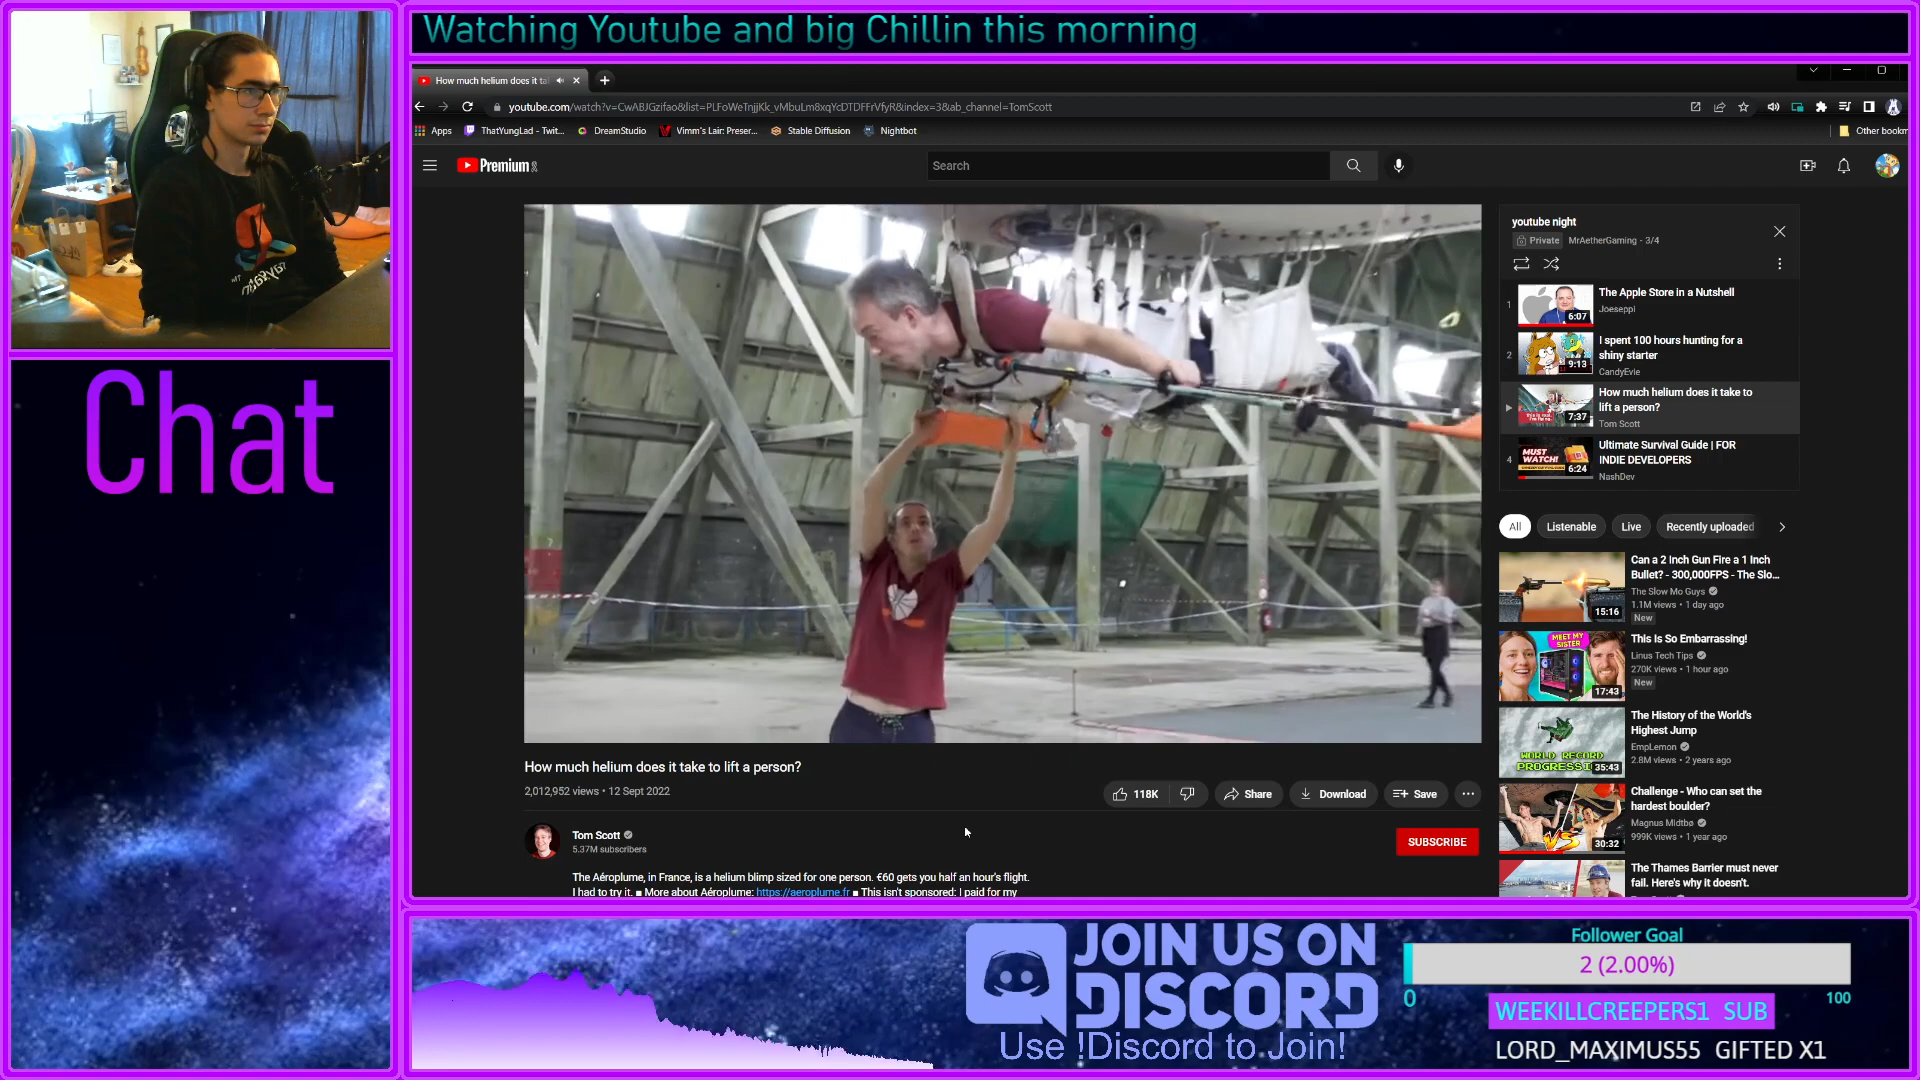 Watching Youtube and big Chillin this morning
How much helium does it ta
youtube.com/watch?v=CwABJGzifao&list=PLFoWeTnjjKk_vMbuLm8xqYcDTDFFrVfyR&index=3&ab_channel=TomScott
Apps
ThatYungLad - Twit...
DreamStudio
Vimm's Lair: Preser...
Stable Diffusion
Nightbot
Other bookm
Premium
Search
youtube night
Private MrAetherGaming - 3/4
1
The Apple Store in a Nutshell
Joeseppi
6:07
2
I spent 100 hours hunting for a
shiny starter
CandyEvie
9:13
How much helium does it take to
lift a person?
Tom Scott
7:37
4
Ultimate Survival Guide | FOR
INDIE DEVELOPERS
NashDev
MUST
WATCH!
6:24
All
Listenable
Live
Recently uploaded
Can a 2 Inch Gun Fire a 1 Inch
Bullet? - 300,000FPS - The Slo...
The Slow Mo Guys
1.1M views • 1 day ago
New
15:16
This Is So Embarrassing!
Linus Tech Tips
270K views • 1 hour ago
New
MEET MY
SISTER
17:43
The History of the World's
Highest Jump
EmpLemon
2.8M views • 2 years ago
WORLD RECORD
PROGRESSI
35:43
Challenge - Who can set the
hardest boulder?
Magnus Midtbø
999K views • 1 year ago
VS
30:32
The Thames Barrier must never
fail. Here's why it doesn't.
How much helium does it take to lift a person?
2,012,952 views • 12 Sept 2022
118K
Share
Download
Save
Tom Scott
5.37M subscribers
SUBSCRIBE
The Aéroplume, in France, is a helium blimp sized for one person. €60 gets you half an hour's flight.
I had to try it. ■ More about Aéroplume: https://aeroplume.fr ■ This isn't sponsored: I paid for my
Chat
JOIN US ON
DISCORD
Use !Discord to Join!
Follower Goal
2 (2.00%)
0
100
WEEKILLCREEPERS1 SUB
LORD_MAXIMUS55 GIFTED X1